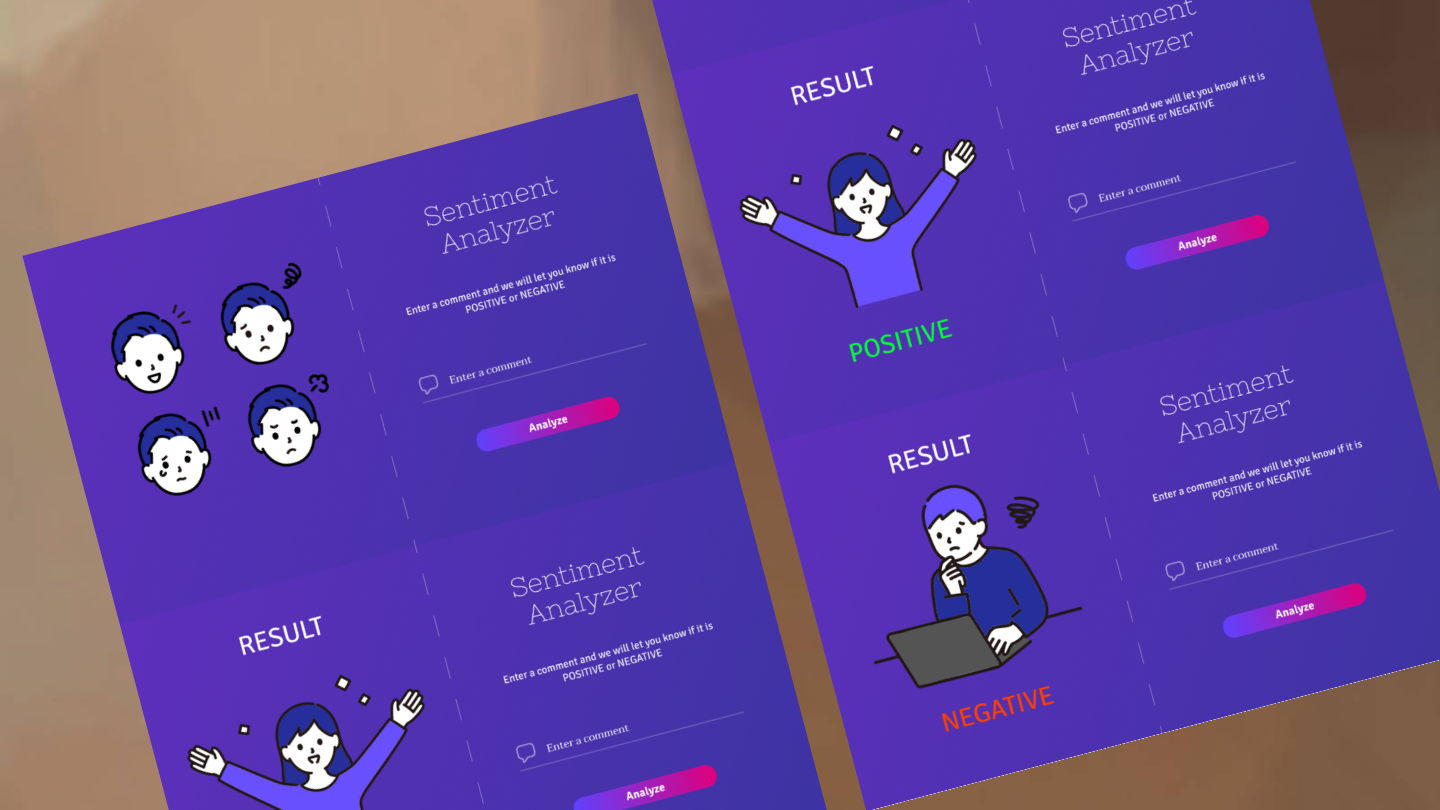 Sentiment
Analyzer
Enter a comment and we will let you know if it is
POSITIVE or NEGATIVE
Enter a comment
Analyze
RESULT
Sentiment
Analyzer
Enter a comment and we will let you know if it is
POSITIVE or NEGATIVE
Enter a comment
Analyze
RESULT
POSITIVE
Sentiment
Analyzer
Enter a comment and we will let you know if it is
POSITIVE or NEGATIVE
Enter a comment
Analyze
RESULT
NEGATIVE
Sentiment
Analyzer
Enter a comment and we will let you know if it is
POSITIVE or NEGATIVE
Enter a comment
Analyze